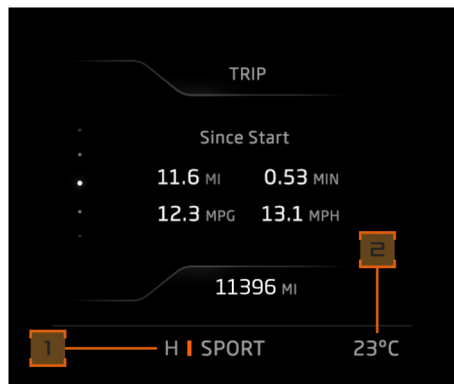 TRIP
Since Start
11.6 MI 0.53 MIN
12.3 MPG 13.1 MPH
2
11396 MI
1 H SPORT 23°C